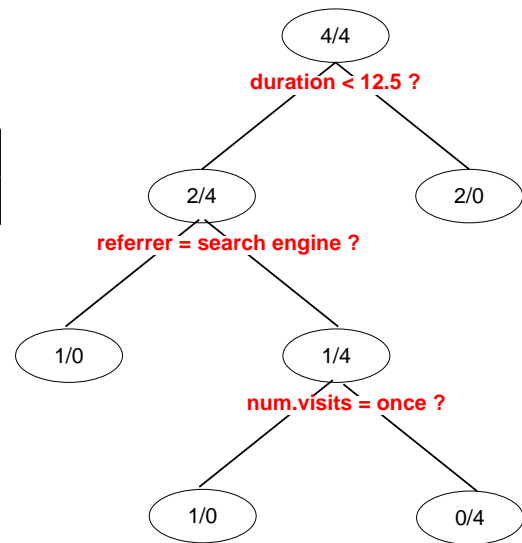 4/4
duration < 12.5 ?
2/4
2/0
referrer = search engine ?
1/0
1/4
num.visits = once ?
1/0
0/4